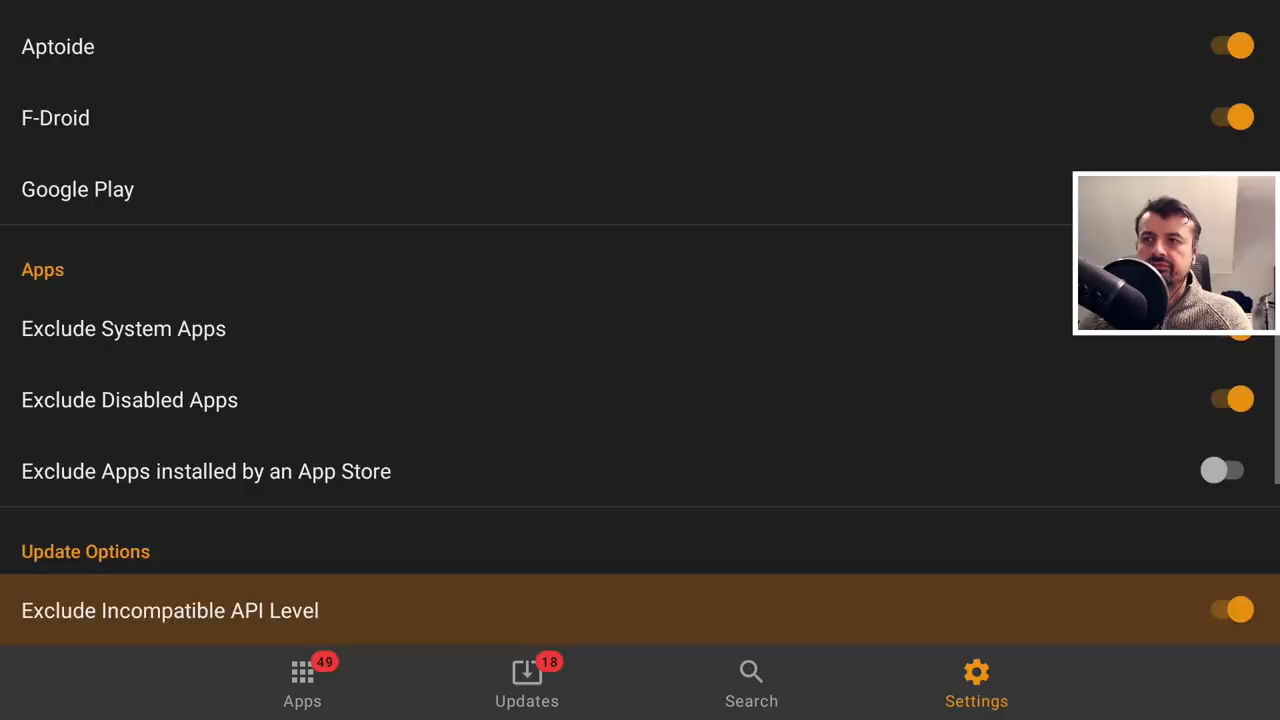 Aptoide
F-Droid
Google Play
Apps
Exclude System Apps
Exclude Disabled Apps
Exclude Apps installed by an App Store
Update Options
Exclude Incompatible API Level
49
18
Apps
Updates
Search
Settings